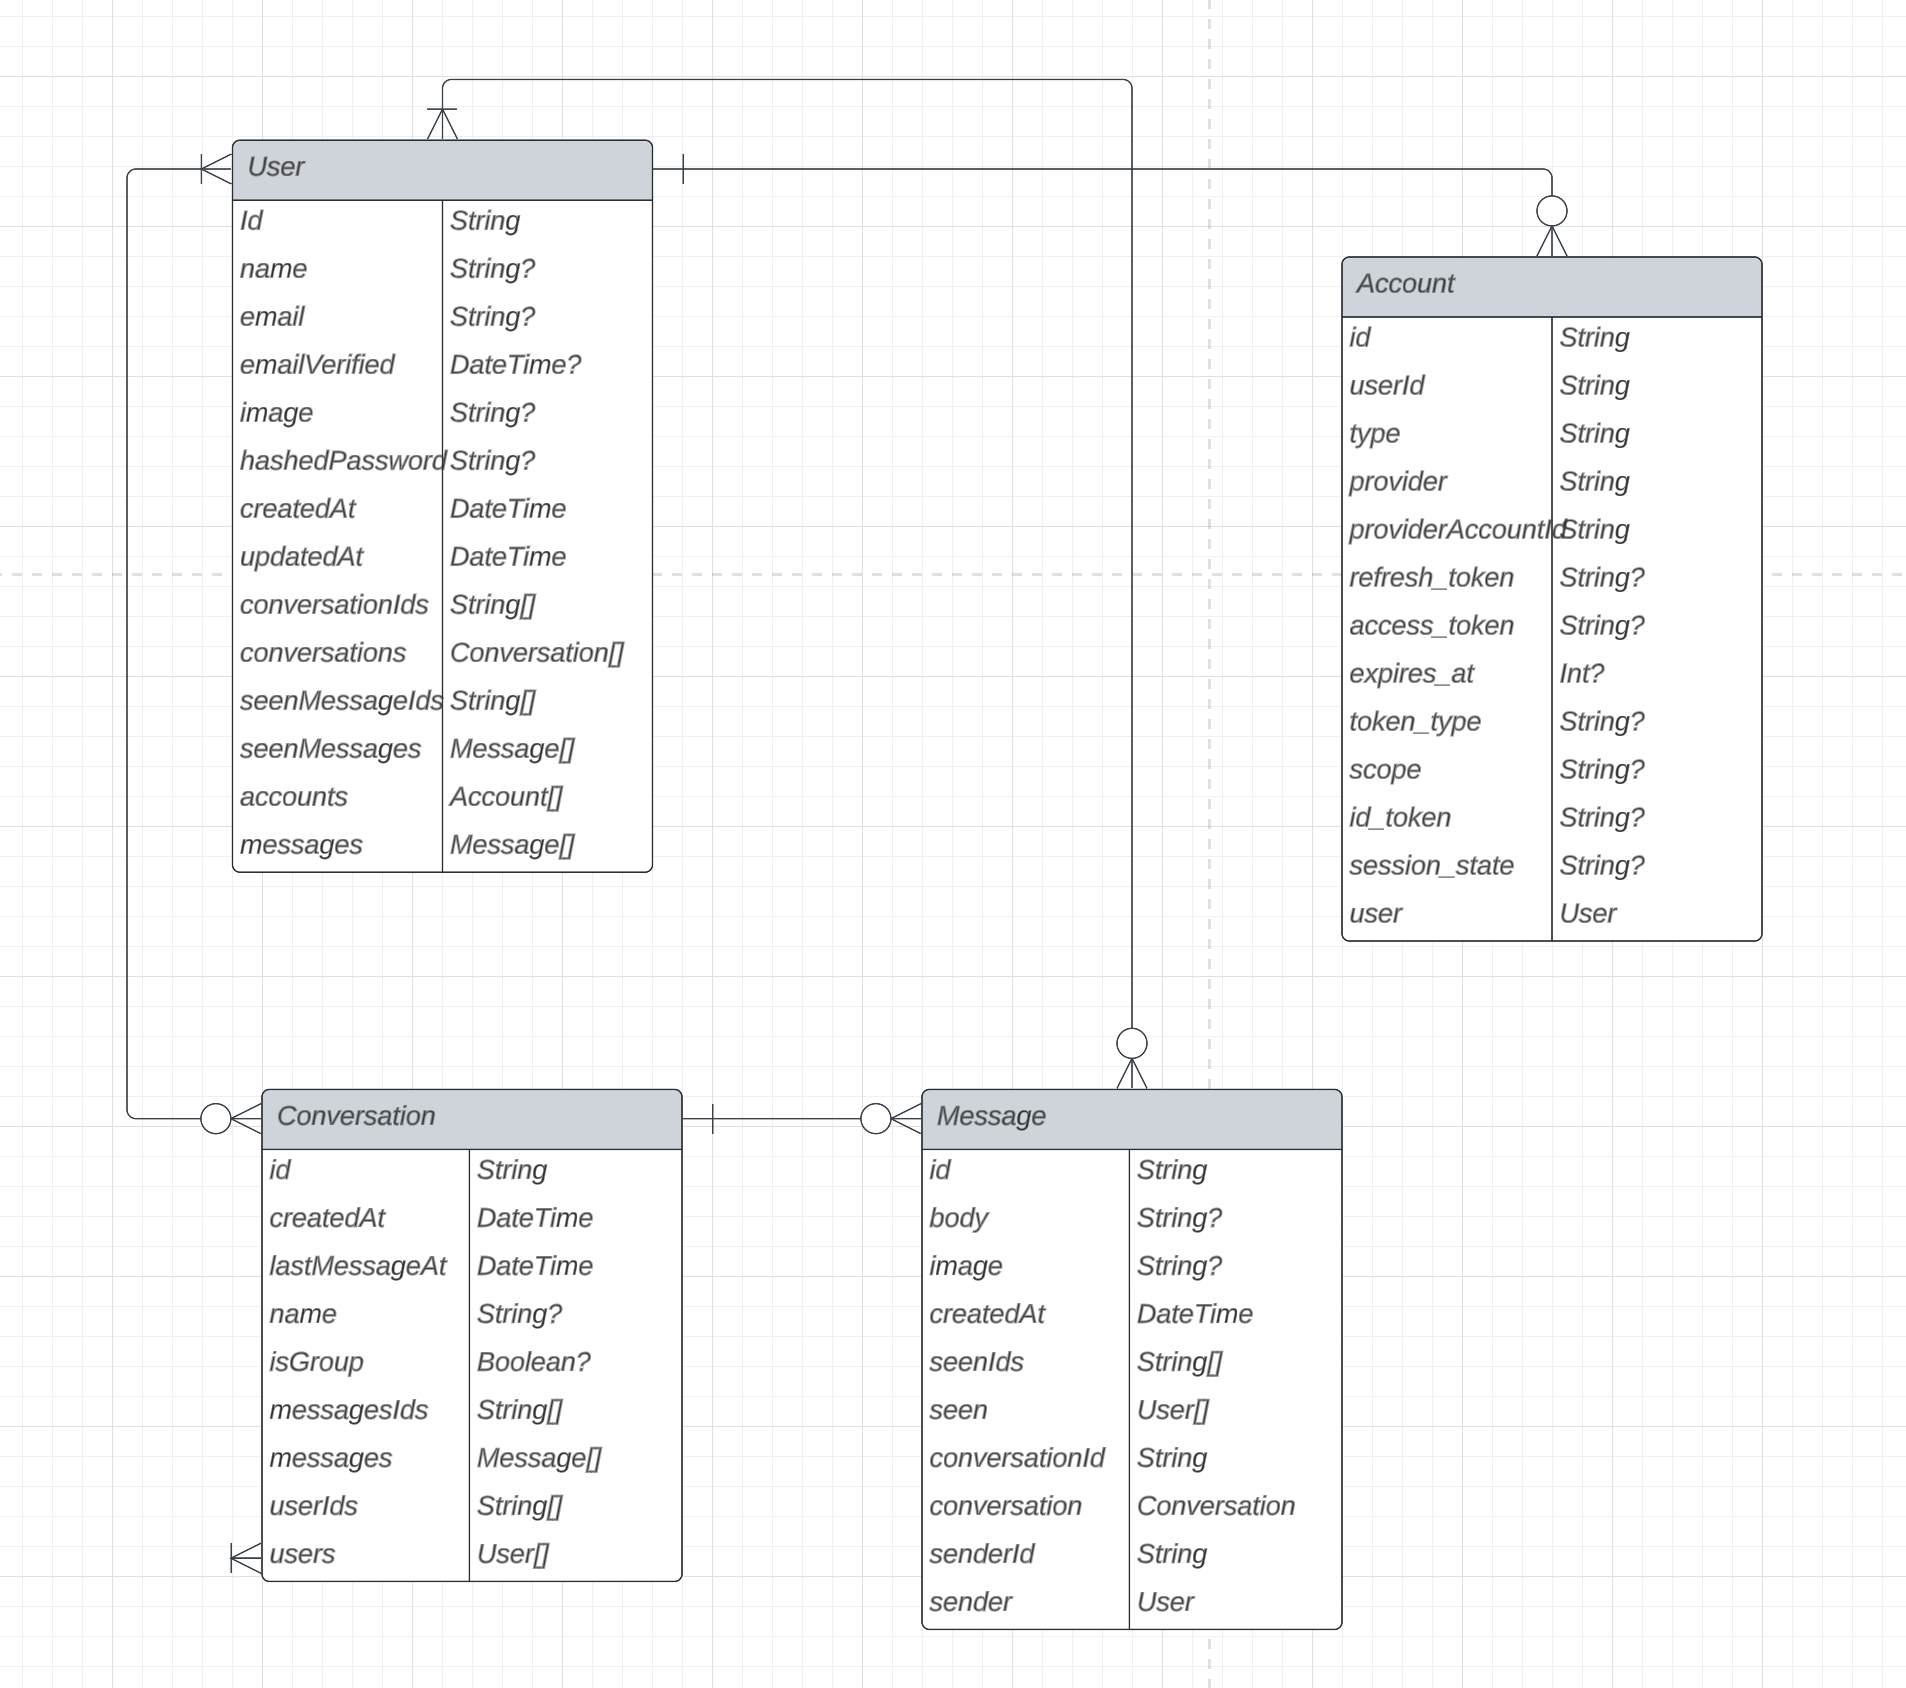 User
Id String
name String?
email String?
emailVerified DateTime?
image String?
hashedPassword String?
createdAt DateTime
updatedAt DateTime
conversationIds String[]
conversations Conversation[]
seenMessageIds String[]
seenMessages Message[]
accounts Account[]
messages Message[]
Account
id String
userId String
type String
provider String
providerAccountId String
refresh_token String?
access_token String?
expires_at Int?
token_type String?
scope String?
id_token String?
session_state String?
user User
Conversation
id String
createdAt DateTime
lastMessageAt DateTime
name String?
isGroup Boolean?
messagesIds String[]
messages Message[]
userIds String[]
users User[]
Message
id String
body String?
image String?
createdAt DateTime
seenIds String[]
seen User[]
conversationId String
conversation Conversation
senderId String
sender User